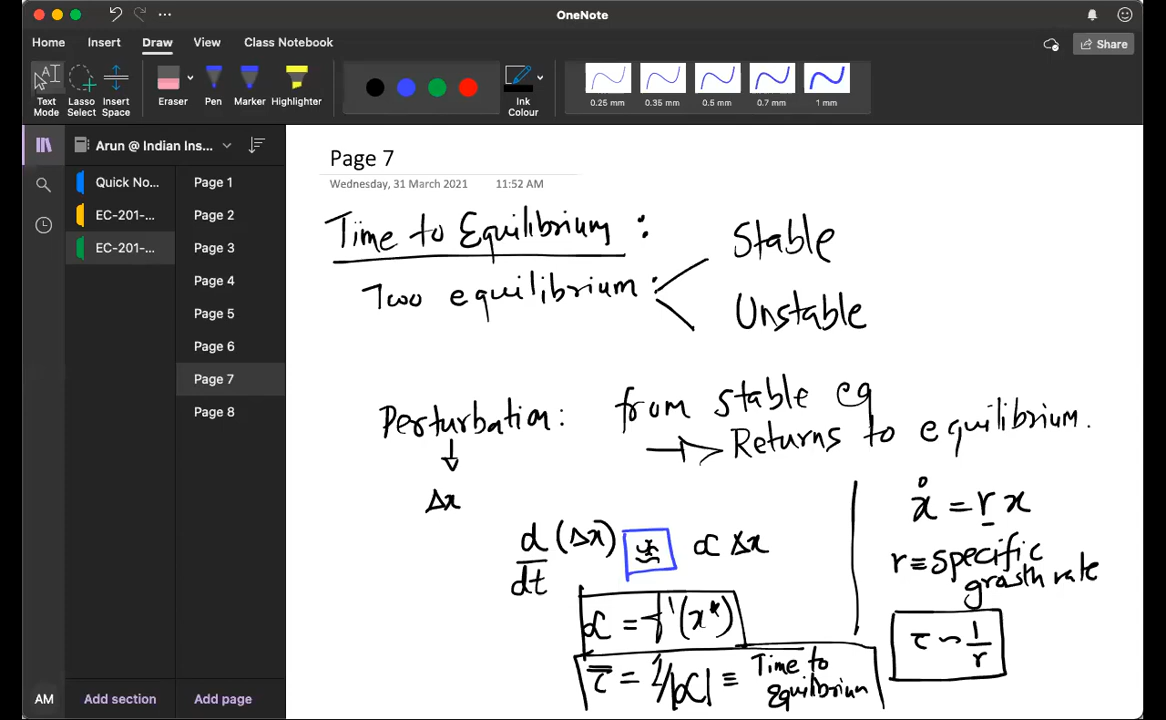 OneNote
Home Insert Draw View Class Notebook
Share
Text Mode
Lasso Select
Insert Space
Eraser
Pen
Marker
Highlighter
Ink Colour
0.25 mm
0.35 mm
0.5 mm
0.7 mm
1 mm
Arun @ Indian Ins...
Quick No...
EC-201-...
EC-201-...
Page 1
Page 2
Page 3
Page 4
Page 5
Page 6
Page 7
Page 8
AM
Add section
Add page
Page 7
Wednesday, 31 March 2021 11:52 AM
Time to Equilibrium :
Two equilibrium :
Stable
Unstable
Perturbation : from stable eq
→ Returns to equilibrium.
↓
Δx
d/dt (Δx) α Δx
α = f'(x*)
τ = 1/|α| ≡ Time to Equilibrium
ẋ = r x
r ≡ specific growth rate
τ ~ 1/r